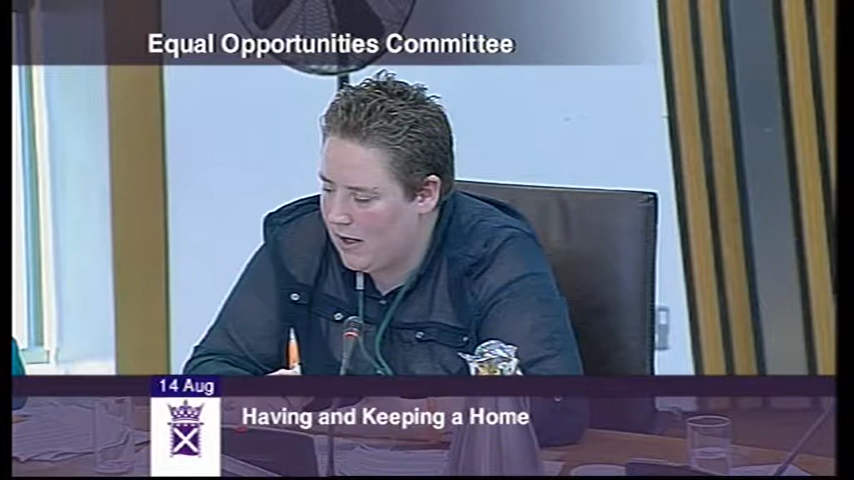 Equal Opportunities Committee
14 Aug
Having and Keeping a Home